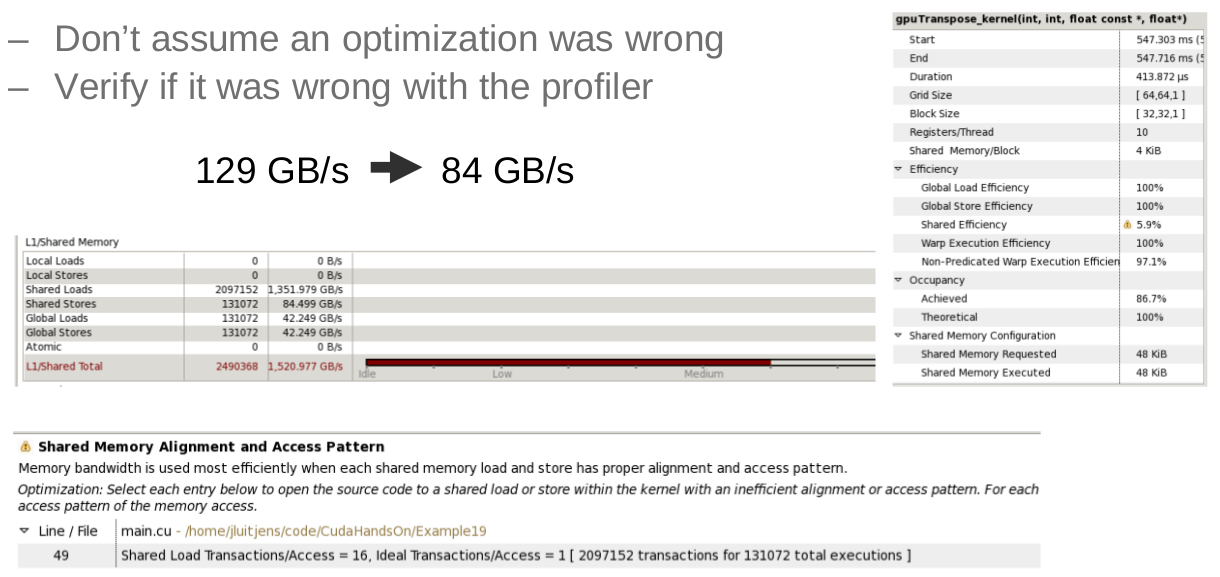 – Don't assume an optimization was wrong
– Verify if it was wrong with the profiler
129 GB/s 84 GB/s
gpuTranspose_kernel(int, int, float const *, float*)
Start 547.303 ms (5
End 547.716 ms (5
Duration 413.872 µs
Grid Size [ 64,64,1 ]
Block Size [ 32,32,1 ]
Registers/Thread 10
Shared Memory/Block 4 KiB
Efficiency
Global Load Efficiency 100%
Global Store Efficiency 100%
Shared Efficiency 5.9%
Warp Execution Efficiency 100%
Non-Predicated Warp Execution Efficien 97.1%
Occupancy
Achieved 86.7%
Theoretical 100%
Shared Memory Configuration
Shared Memory Requested 48 KiB
Shared Memory Executed 48 KiB
L1/Shared Memory
Local Loads 0 0 B/s
Local Stores 0 0 B/s
Shared Loads 2097152 1,351.979 GB/s
Shared Stores 131072 84.499 GB/s
Global Loads 131072 42.249 GB/s
Global Stores 131072 42.249 GB/s
Atomic 0 0 B/s
L1/Shared Total 2490368 1,520.977 GB/s
Idle Low Medium
Shared Memory Alignment and Access Pattern
Memory bandwidth is used most efficiently when each shared memory load and store has proper alignment and access pattern.
Optimization: Select each entry below to open the source code to a shared load or store within the kernel with an inefficient alignment or access pattern. For each
access pattern of the memory access.
Line / File main.cu - /home/jluitjens/code/CudaHandsOn/Example19
49 Shared Load Transactions/Access = 16, Ideal Transactions/Access = 1 [ 2097152 transactions for 131072 total executions ]